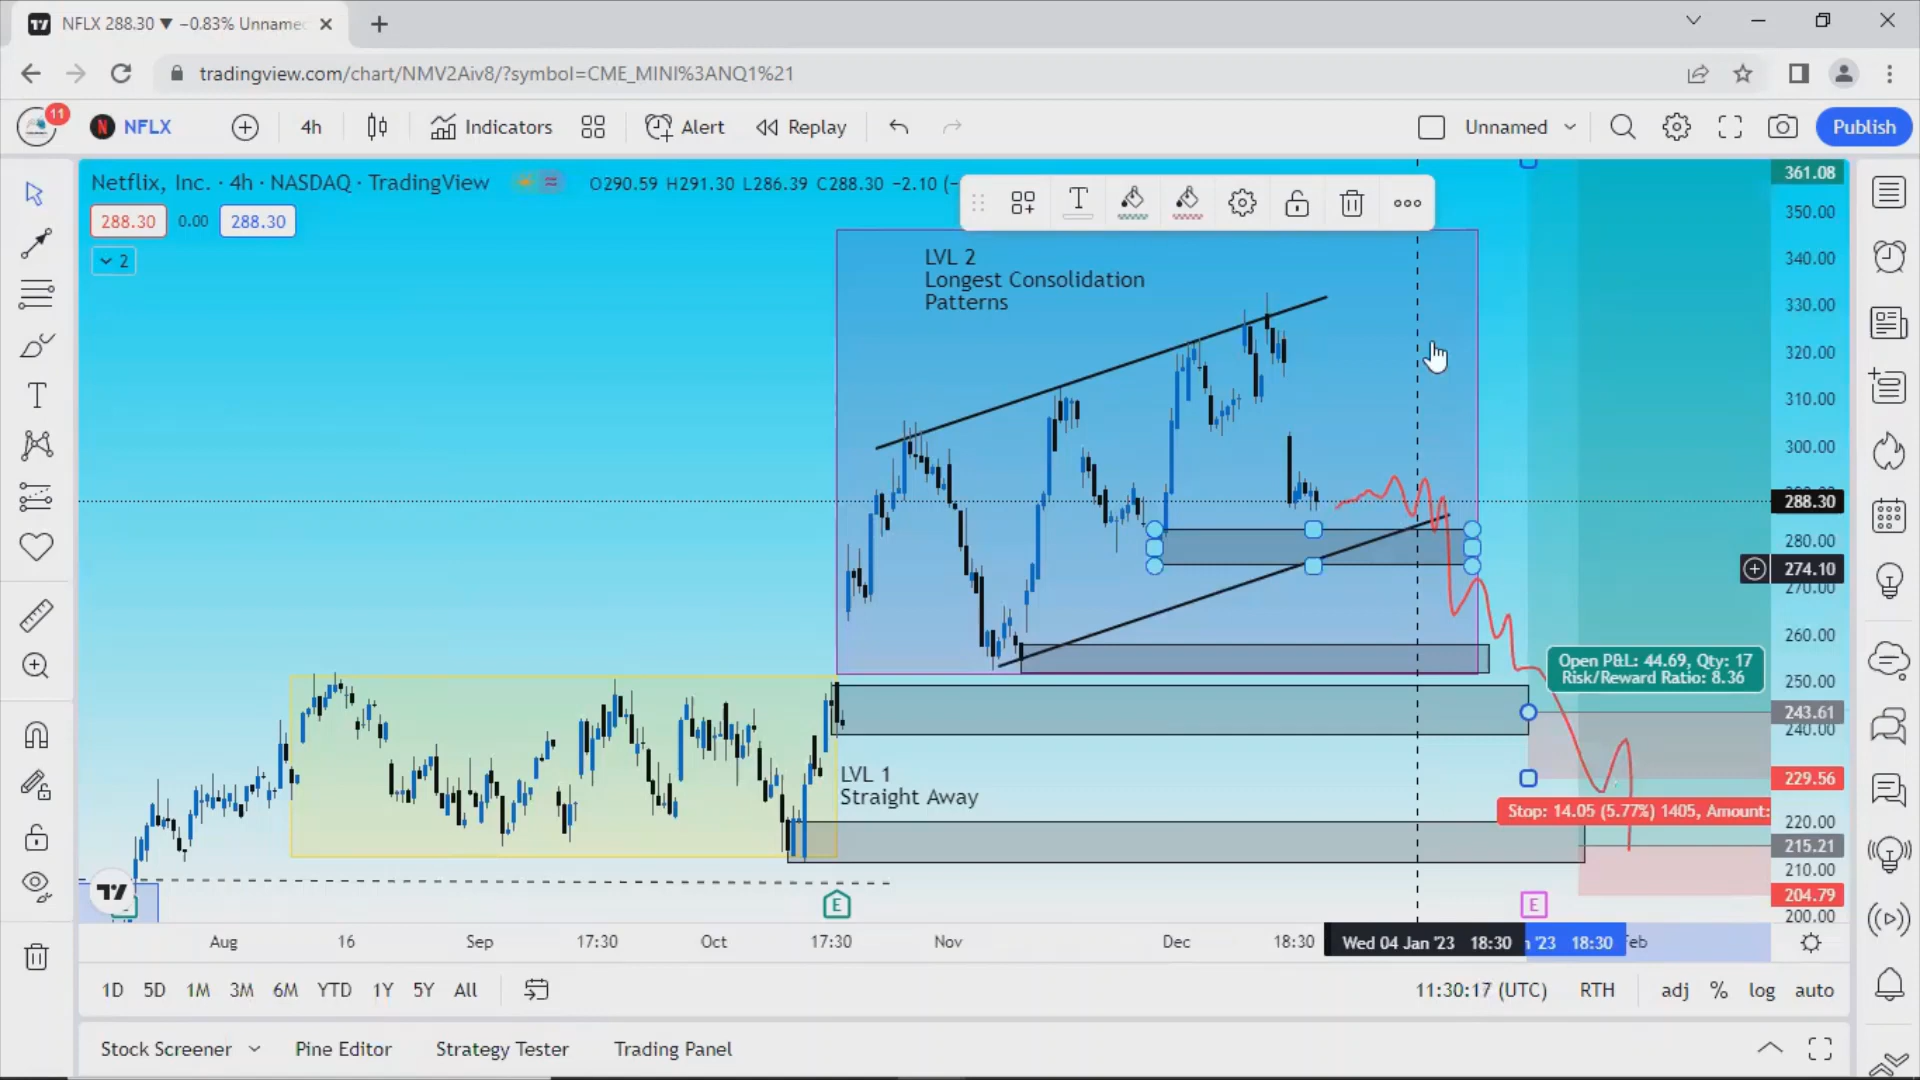 NFLX 288.30 ▼ −0.83% Unname
tradingview.com/chart/NMV2Aiv8/?symbol=CME_MINI%3ANQ1%21
11
N NFLX
4h
Indicators
Alert
Replay
Unnamed
Publish
Netflix, Inc. · 4h · NASDAQ · TradingView
O290.59 H291.30 L286.39 C288.30 −2.10 (−
288.30
0.00
288.30
2
T
LVL 2
Longest Consolidation
Patterns
LVL 1
Straight Away
Open P&L: 44.69, Qty: 17
Risk/Reward Ratio: 8.36
Stop: 14.05 (5.77%) 1405, Amount:
361.08
350.00
340.00
330.00
320.00
310.00
300.00
288.30
280.00
274.10
270.00
260.00
250.00
243.61
240.00
229.56
220.00
215.21
210.00
204.79
200.00
E
E
Aug
16
Sep
17:30
Oct
17:30
Nov
Dec
18:30
Wed 04 Jan '23 18:30
'23 18:30
1D 5D 1M 3M 6M YTD 1Y 5Y All
11:30:17 (UTC) RTH adj % log auto
Stock Screener
Pine Editor
Strategy Tester
Trading Panel